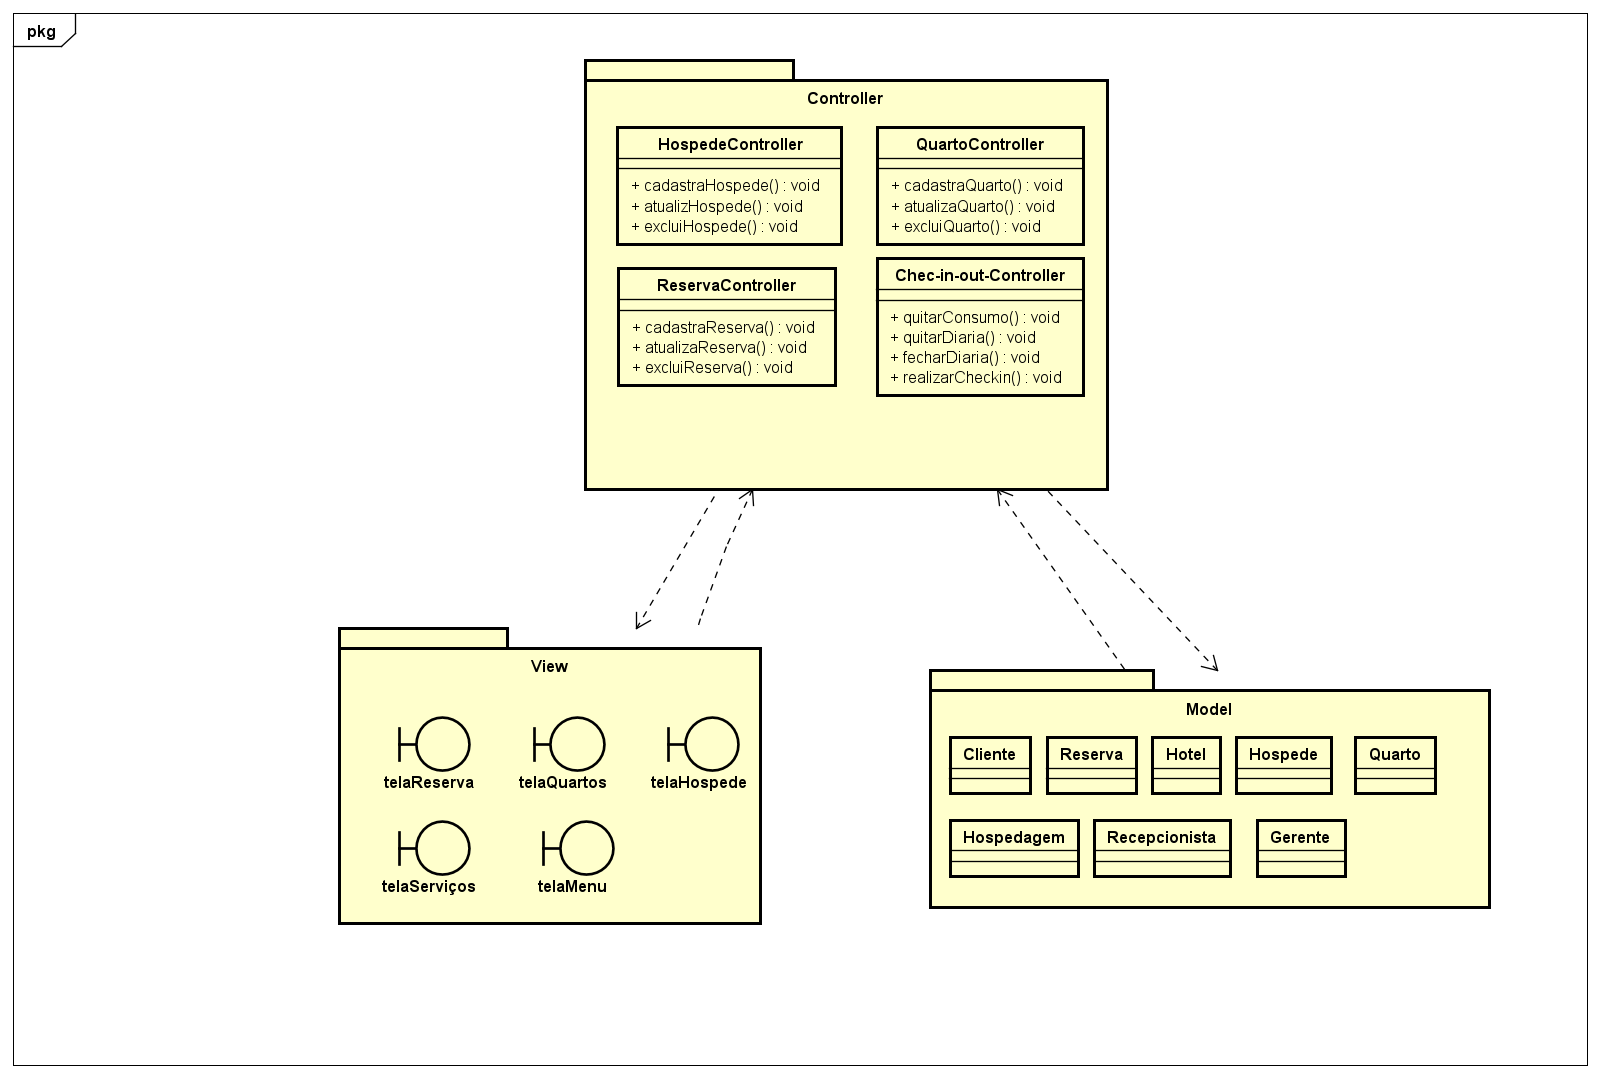 pkg
Controller
HospedeController
+ cadastraHospede() : void
+ atualizHospede() : void
+ excluiHospede() : void
QuartoController
+ cadastraQuarto() : void
+ atualizaQuarto() : void
+ excluiQuarto() : void
ReservaController
+ cadastraReserva() : void
+ atualizaReserva() : void
+ excluiReserva() : void
Chec-in-out-Controller
+ quitarConsumo() : void
+ quitarDiaria() : void
+ fecharDiaria() : void
+ realizarCheckin() : void
View
telaReserva
telaQuartos
telaHospede
telaServiços
telaMenu
Model
Cliente
Reserva
Hotel
Hospede
Quarto
Hospedagem
Recepcionista
Gerente